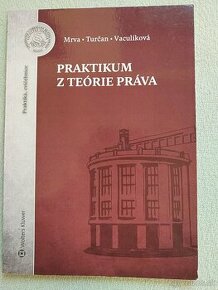 Mrva • Turčan • Vaculíková
PRAKTIKUM
Z TEÓRIE PRÁVA
Wolters Kluwer